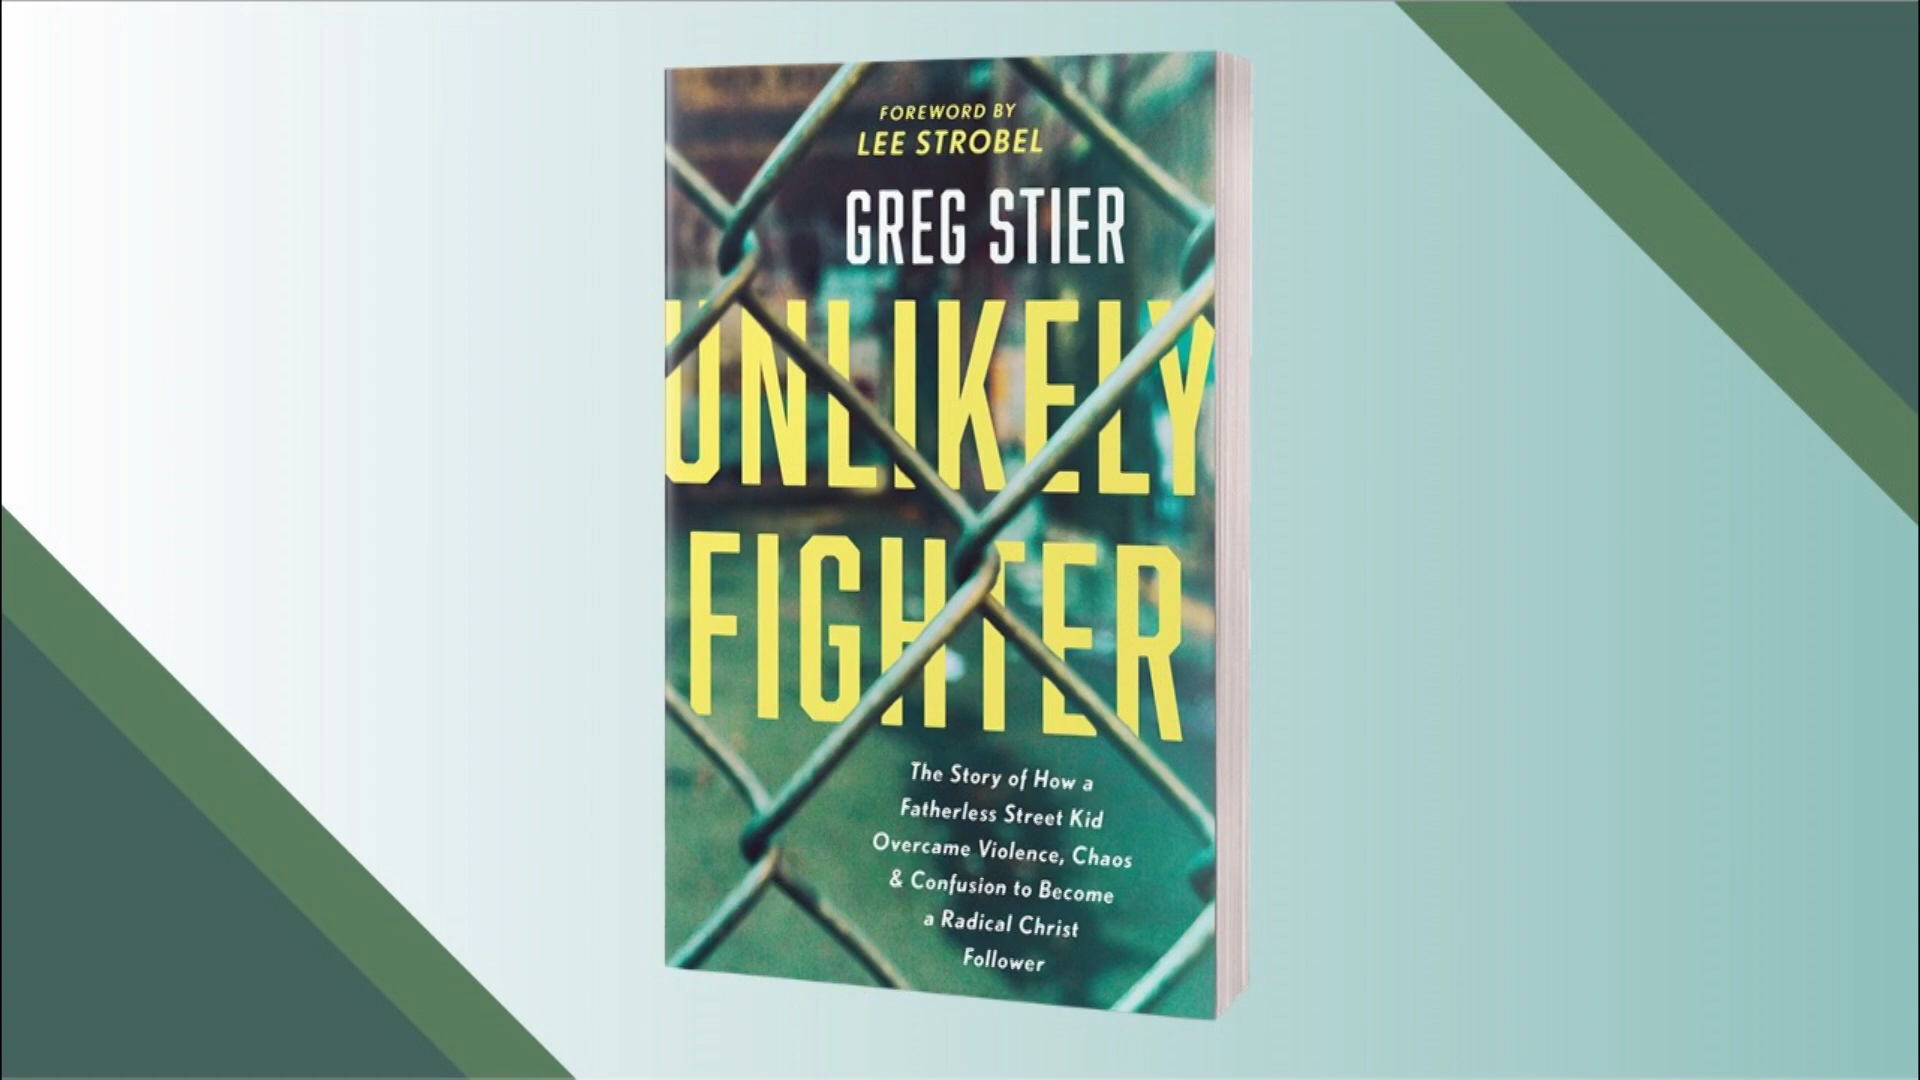 FOREWORD BY
LEE STROBEL
GREG STIER
UNLIKELY
FIGHTER
The Story of How a
Fatherless Street Kid
Overcame Violence, Chaos
& Confusion to Become
a Radical Christ
Follower